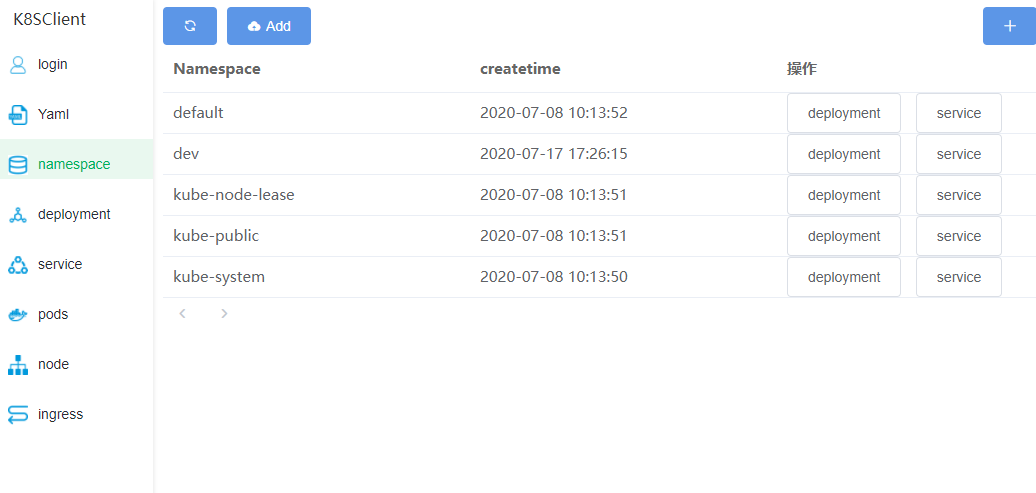 K8SClient
login
Yaml
namespace
deployment
service
pods
node
ingress
Add
Namespace createtime 操作
default 2020-07-08 10:13:52 deployment service
dev 2020-07-17 17:26:15 deployment service
kube-node-lease 2020-07-08 10:13:51 deployment service
kube-public 2020-07-08 10:13:51 deployment service
kube-system 2020-07-08 10:13:50 deployment service